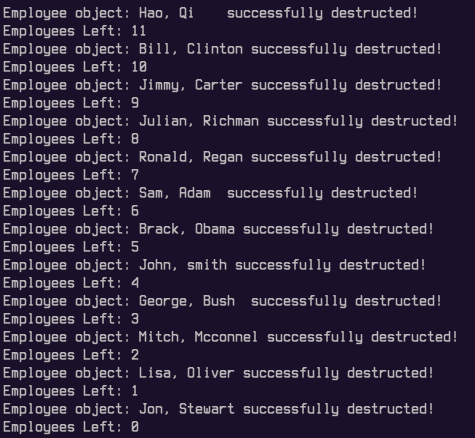 Employee object: Hao, Qi    successfully destructed!
Employees Left: 11
Employee object: Bill, Clinton successfully destructed!
Employees Left: 10
Employee object: Jimmy, Carter successfully destructed!
Employees Left: 9
Employee object: Julian, Richman successfully destructed!
Employees Left: 8
Employee object: Ronald, Regan successfully destructed!
Employees Left: 7
Employee object: Sam, Adam  successfully destructed!
Employees Left: 6
Employee object: Brack, Obama successfully destructed!
Employees Left: 5
Employee object: John, smith successfully destructed!
Employees Left: 4
Employee object: George, Bush  successfully destructed!
Employees Left: 3
Employee object: Mitch, Mcconnel successfully destructed!
Employees Left: 2
Employee object: Lisa, Oliver successfully destructed!
Employees Left: 1
Employee object: Jon, Stewart successfully destructed!
Employees Left: 0